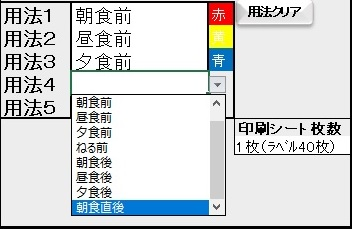 用法1 朝食前 赤 用法クリア
用法2 昼食前 黄
用法3 夕食前 青
用法4
用法5
朝食前
昼食前
夕食前
ねる前
朝食後
昼食後
夕食後
朝食直後
印刷シート枚数
1枚(ﾗﾍﾞﾙ40枚)